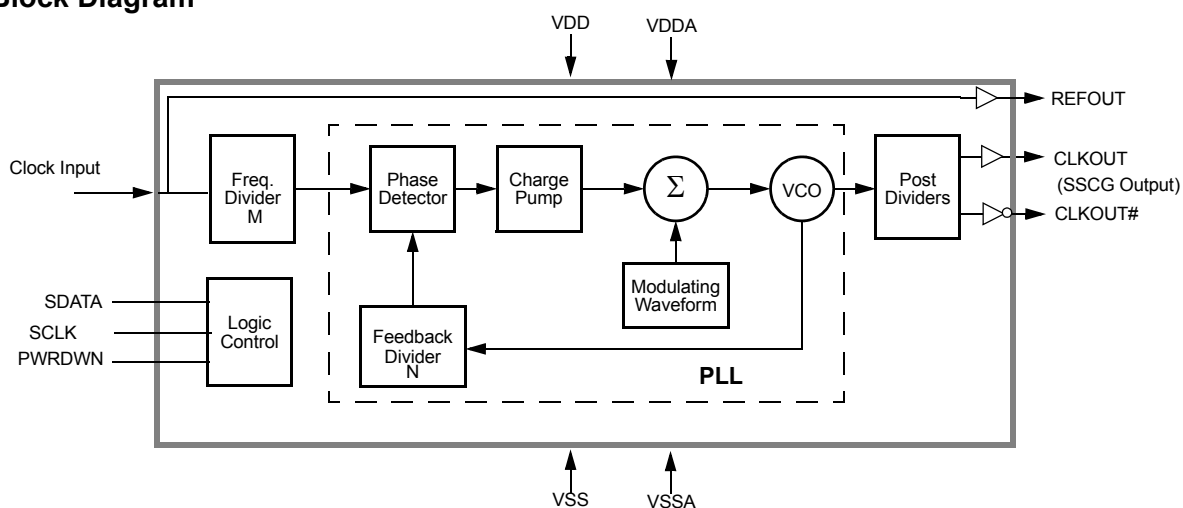 Block Diagram
VDD
VDDA
REFOUT
Clock Input
Freq.
Divider
M
Phase
Detector
Charge
Pump
Σ
VCO
Post
Dividers
CLKOUT
(SSCG Output)
CLKOUT#
Modulating
Waveform
SDATA
SCLK
PWRDWN
Logic
Control
Feedback
Divider
N
PLL
VSS
VSSA